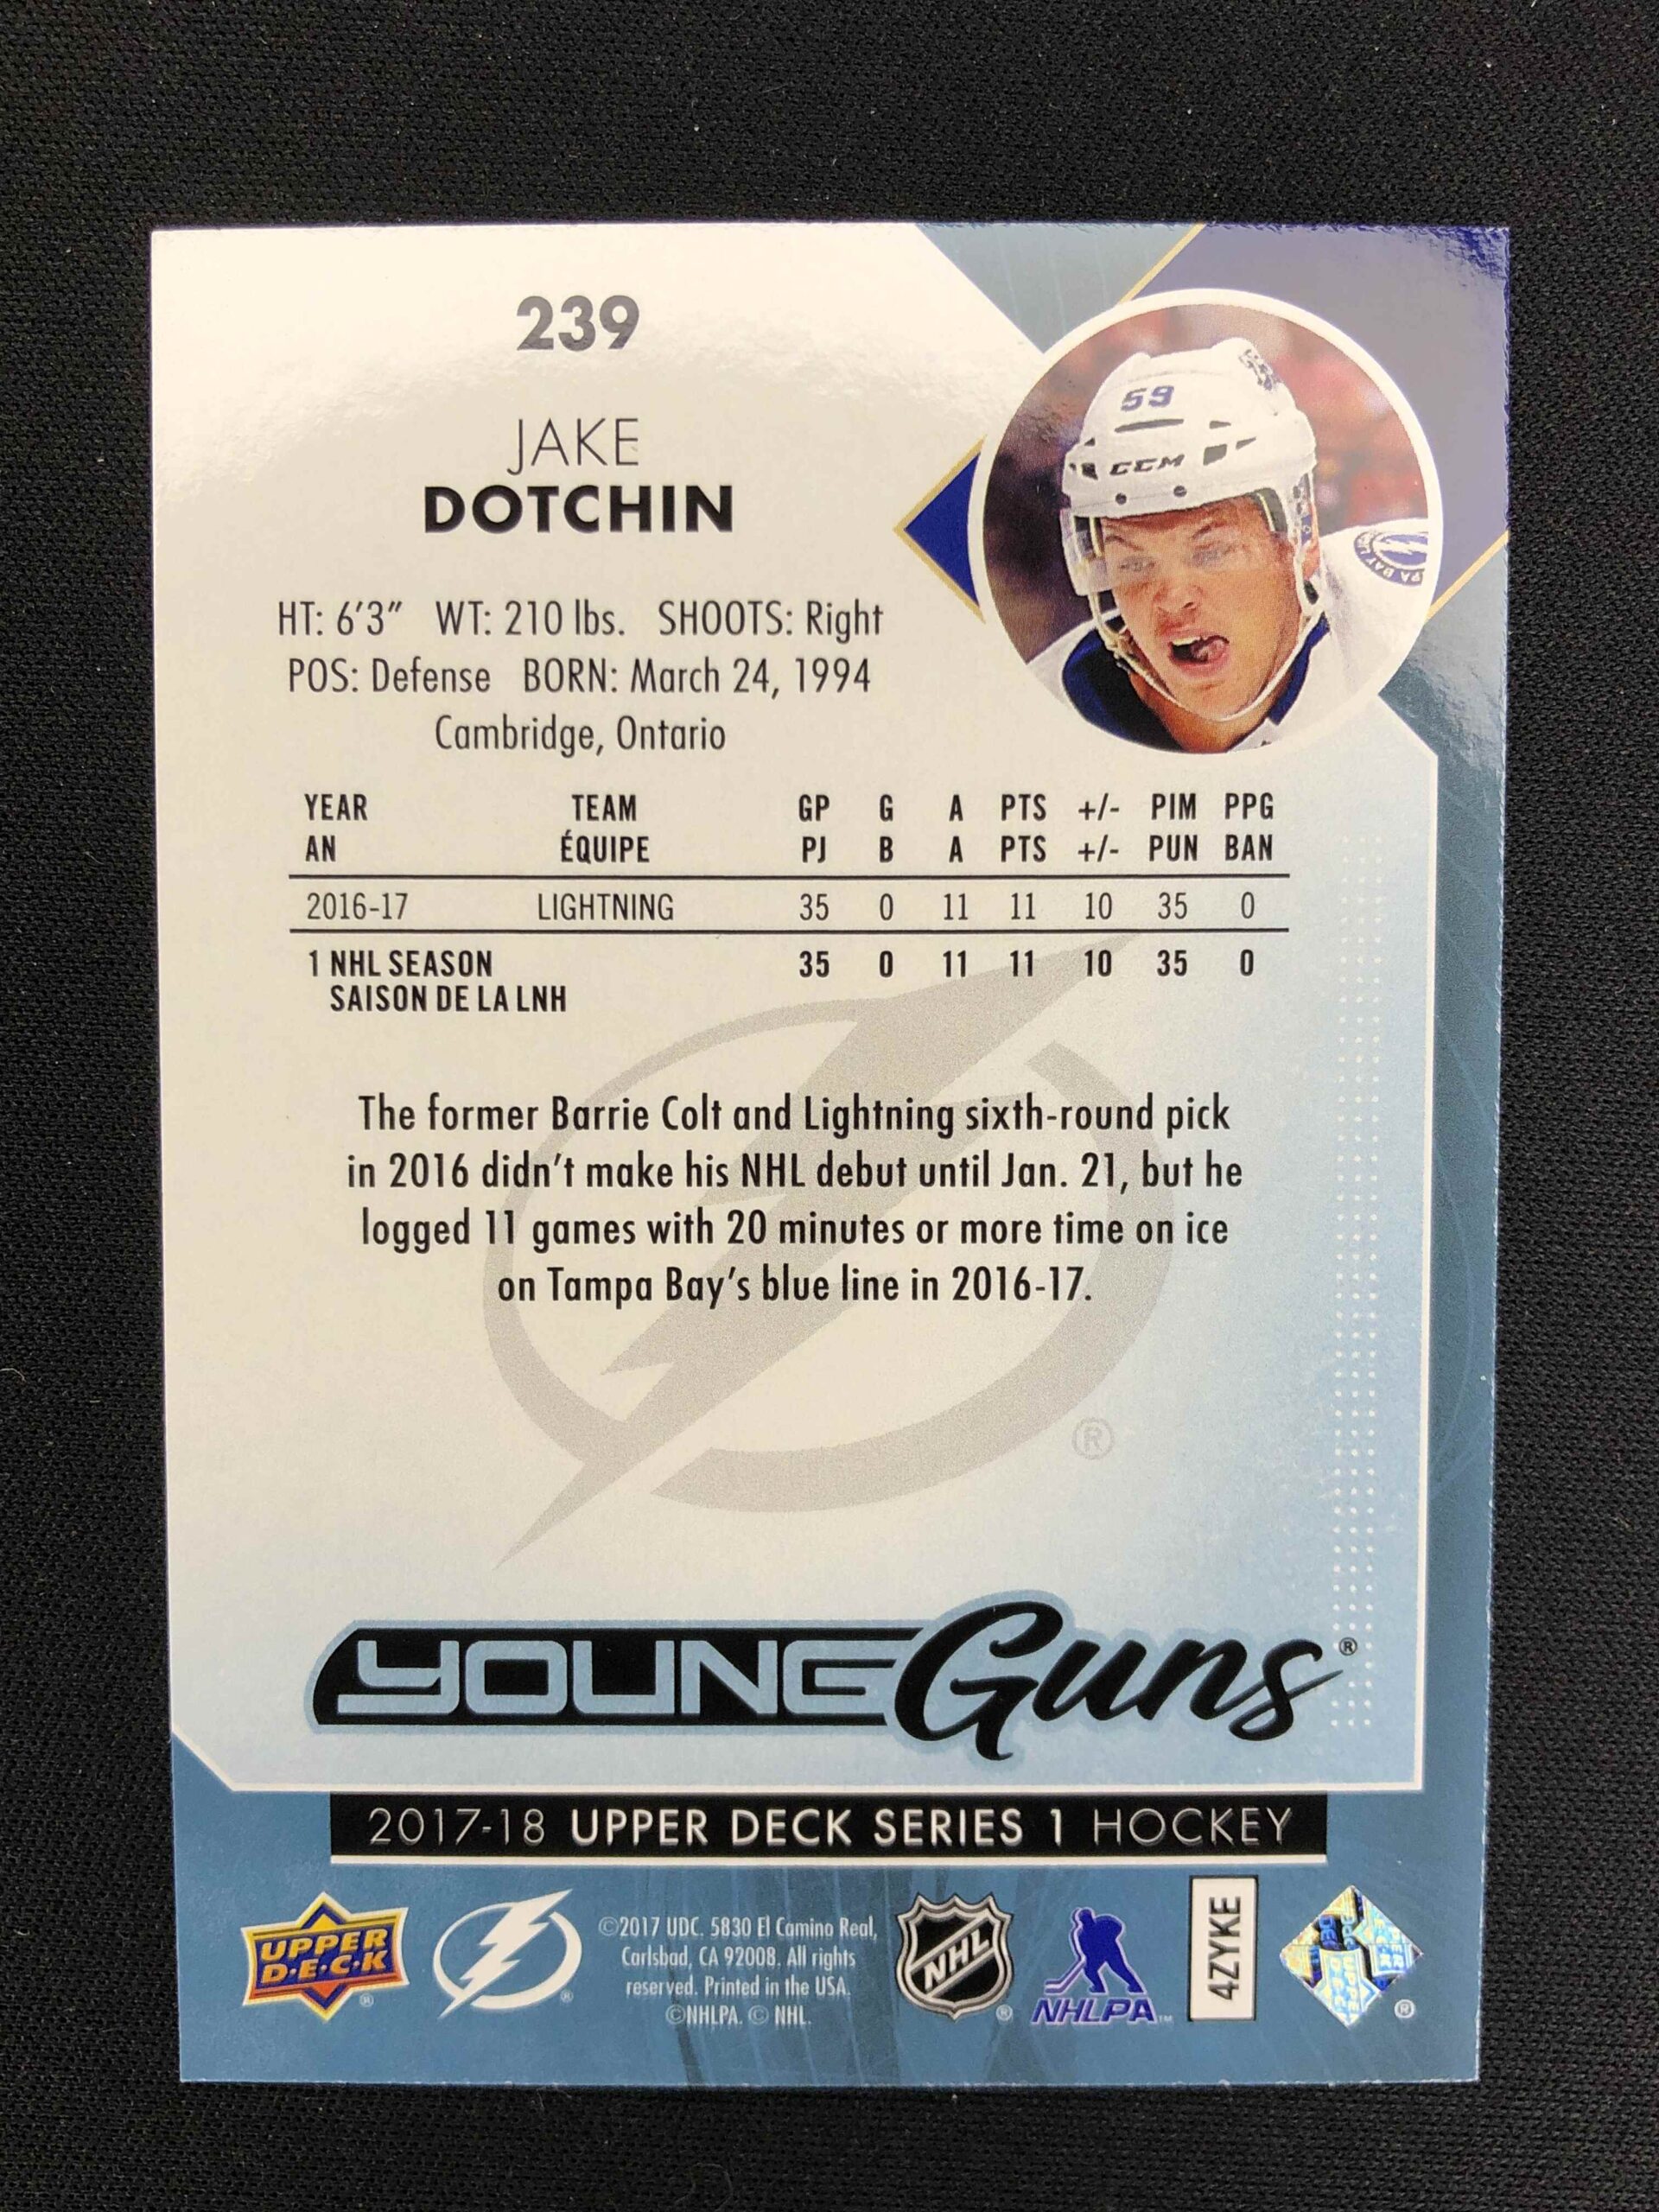 239
JAKE
DOTCHIN
59
CCM
HT: 6'3" WT: 210 lbs. SHOOTS: Right
POS: Defense BORN: March 24, 1994
Cambridge, Ontario
YEAR TEAM GP G A PTS +/- PIM PPG
AN ÉQUIPE PJ B A PTS +/- PUN BAN
2016-17 LIGHTNING 35 0 11 11 10 35 0
1 NHL SEASON 35 0 11 11 10 35 0
SAISON DE LA LNH
The former Barrie Colt and Lightning sixth-round pick
in 2016 didn't make his NHL debut until Jan. 21, but he
logged 11 games with 20 minutes or more time on ice
on Tampa Bay's blue line in 2016-17.
®
YOUNG Guns®
2017-18 UPPER DECK SERIES 1 HOCKEY
UPPER
D•E•C•K®
®
©2017 UDC. 5830 El Camino Real,
Carlsbad, CA 92008. All rights
reserved. Printed in the USA.
©NHLPA. © NHL.
NHL®
NHLPA™
4ZYKE
®